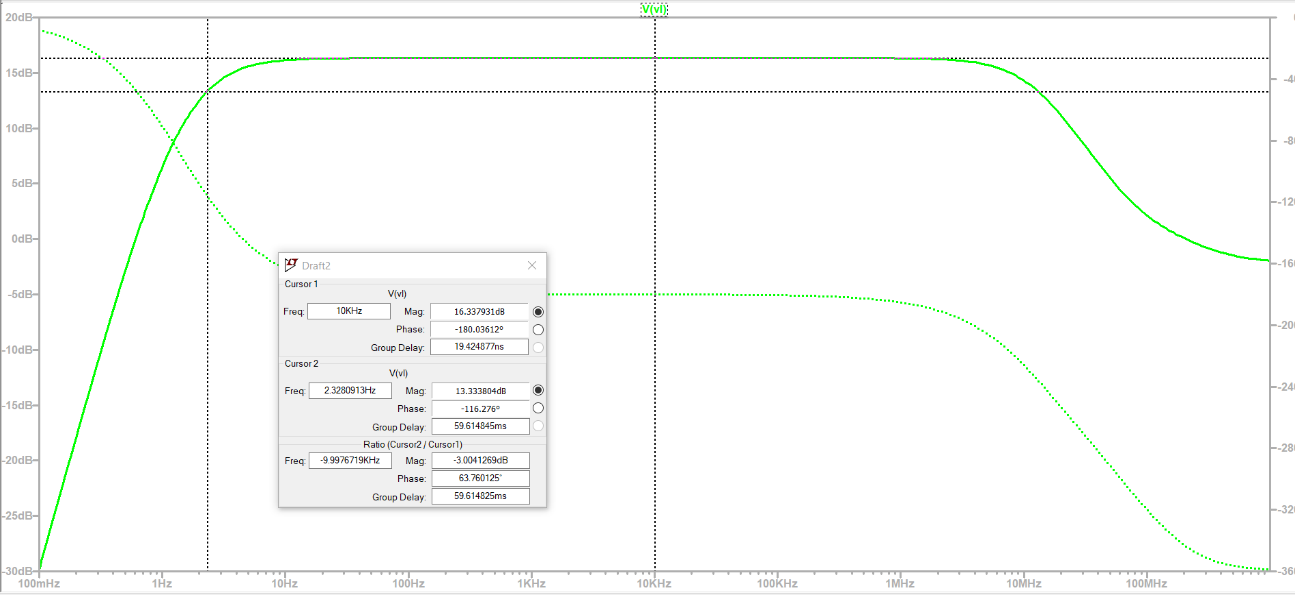 V(vl)
20dB
15dB
10dB
5dB
0dB
-5dB
-10dB
-15dB
-20dB
-25dB
-30dB
-40
-80
-120
-160
-200
-240
-280
-320
-360
Draft2
Cursor 1
V(vl)
Freq: 10KHz Mag: 16.337931dB
Phase: -180.03612°
Group Delay: 19.424877ns
Cursor 2
V(vl)
Freq: 2.3280913Hz Mag: 13.333804dB
Phase: -116.276°
Group Delay: 59.614845ms
Ratio (Cursor2 / Cursor1)
Freq: -9.9976719KHz Mag: -3.0041269dB
Phase: 63.760125°
Group Delay: 59.614825ms
100mHz 1Hz 10Hz 100Hz 1KHz 10KHz 100KHz 1MHz 10MHz 100MHz